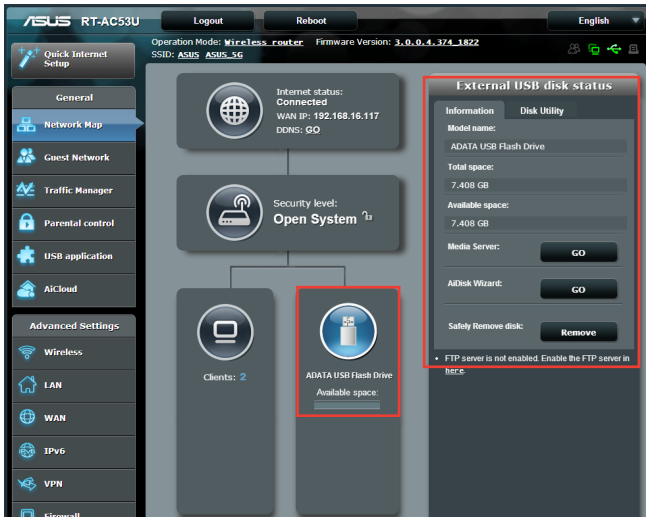 ASUS RT-AC53U
Logout
Reboot
English
Quick Internet
Setup
Operation Mode: Wireless router Firmware Version: 3.0.0.4.374_1822
SSID: ASUS ASUS_5G
General
Network Map
Guest Network
Traffic Manager
Parental control
USB application
AiCloud
Advanced Settings
Wireless
LAN
WAN
IPv6
VPN
Firewall
Internet status:
Connected
WAN IP: 192.168.16.117
DDNS: GO
Security level:
Open System
Clients: 2
ADATA USB Flash Drive
Available space:
External USB disk status
Information
Disk Utility
Model name:
ADATA USB Flash Drive
Total space:
7.408 GB
Available space:
7.408 GB
Media Server:
GO
AiDisk Wizard:
GO
Safely Remove disk:
Remove
• FTP server is not enabled. Enable the FTP server in
here.